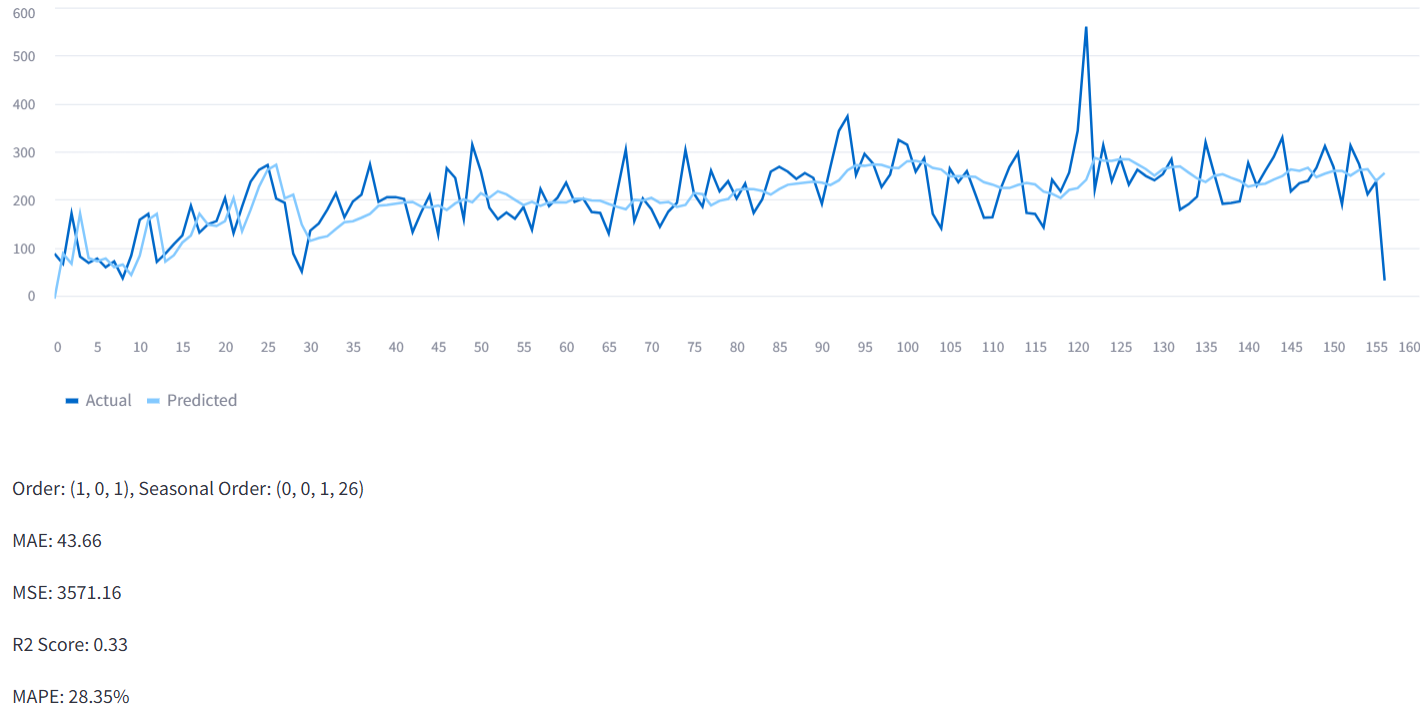 600
500
400
300
200
100
0
0 5 10 15 20 25 30 35 40 45 50 55 60 65 70 75 80 85 90 95 100 105 110 115 120 125 130 135 140 145 150 155 160
Actual Predicted
Order: (1, 0, 1), Seasonal Order: (0, 0, 1, 26)
MAE: 43.66
MSE: 3571.16
R2 Score: 0.33
MAPE: 28.35%